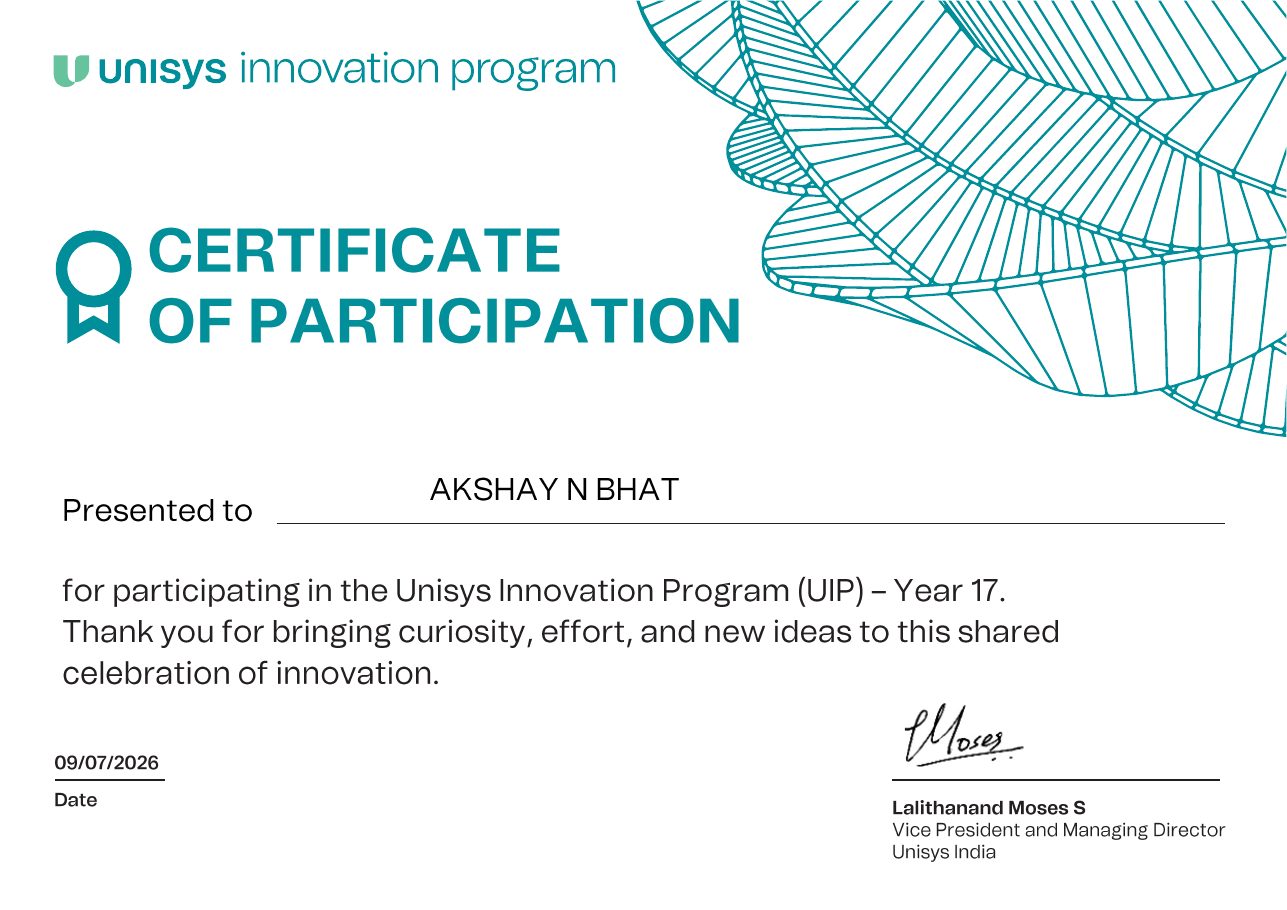 unisys innovation program
CERTIFICATE
OF PARTICIPATION
AKSHAY N BHAT
Presented to
for participating in the Unisys Innovation Program (UIP) – Year 17.
Thank you for bringing curiosity, effort, and new ideas to this shared
celebration of innovation.
LMoses
09/07/2026
Date
Lalithanand Moses S
Vice President and Managing Director
Unisys India